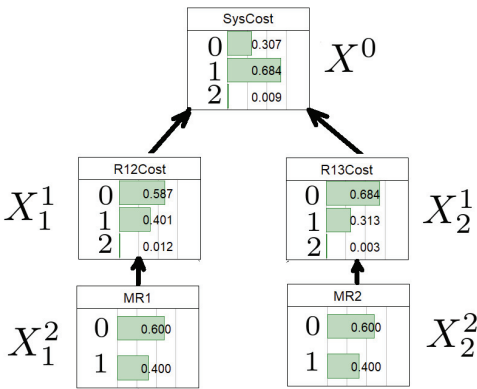 SysCost
0 0.307
1 0.684
2 0.009
X^0
R12Cost
0 0.587
1 0.401
2 0.012
X_1^1
R13Cost
0 0.684
1 0.313
2 0.003
X_2^1
MR1
0 0.600
1 0.400
X_1^2
MR2
0 0.600
1 0.400
X_2^2